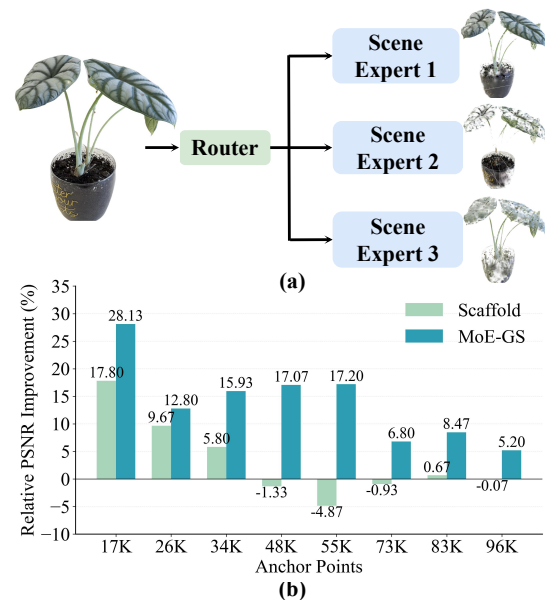 Scene
Expert 1
Router
Scene
Expert 2
Scene
Expert 3
(a)
Relative PSNR Improvement (%)
35
30
25
20
15
10
5
0
−5
−10
Scaffold
MoE-GS
28.13
17.80
12.80
9.67
15.93
5.80
17.07
-1.33
17.20
-4.87
6.80
-0.93
8.47
0.67
5.20
-0.07
17K 26K 34K 48K 55K 73K 83K 96K
Anchor Points
(b)